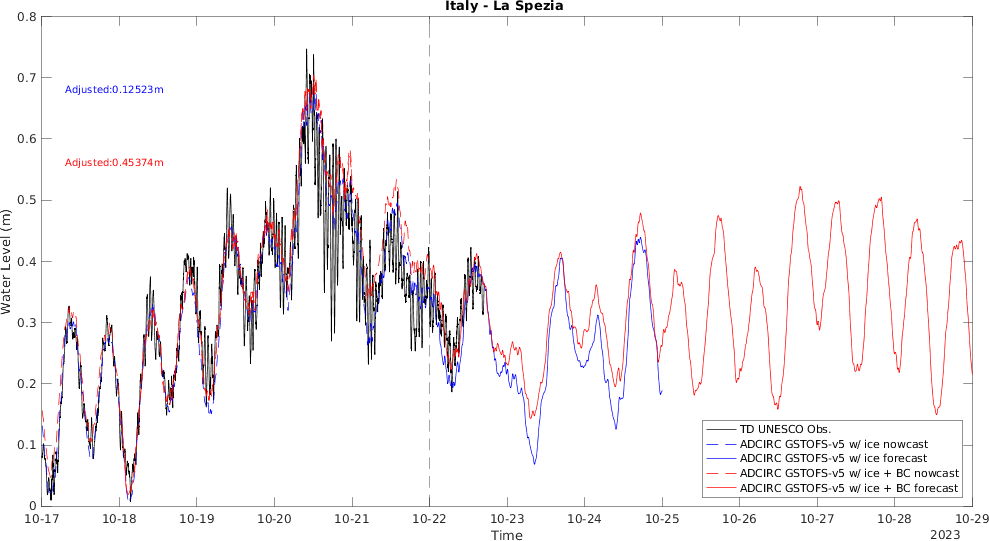 Italy - La Spezia
0.8
0.7
0.6
0.5
0.4
0.3
0.2
0.1
0
Water Level (m)
Adjusted:0.12523m
Adjusted:0.45374m
TD UNESCO Obs.
ADCIRC GSTOFS-v5 w/ ice nowcast
ADCIRC GSTOFS-v5 w/ ice forecast
ADCIRC GSTOFS-v5 w/ ice + BC nowcast
ADCIRC GSTOFS-v5 w/ ice + BC forecast
10-17 10-18 10-19 10-20 10-21 10-22 10-23 10-24 10-25 10-26 10-27 10-28 10-29
Time
2023